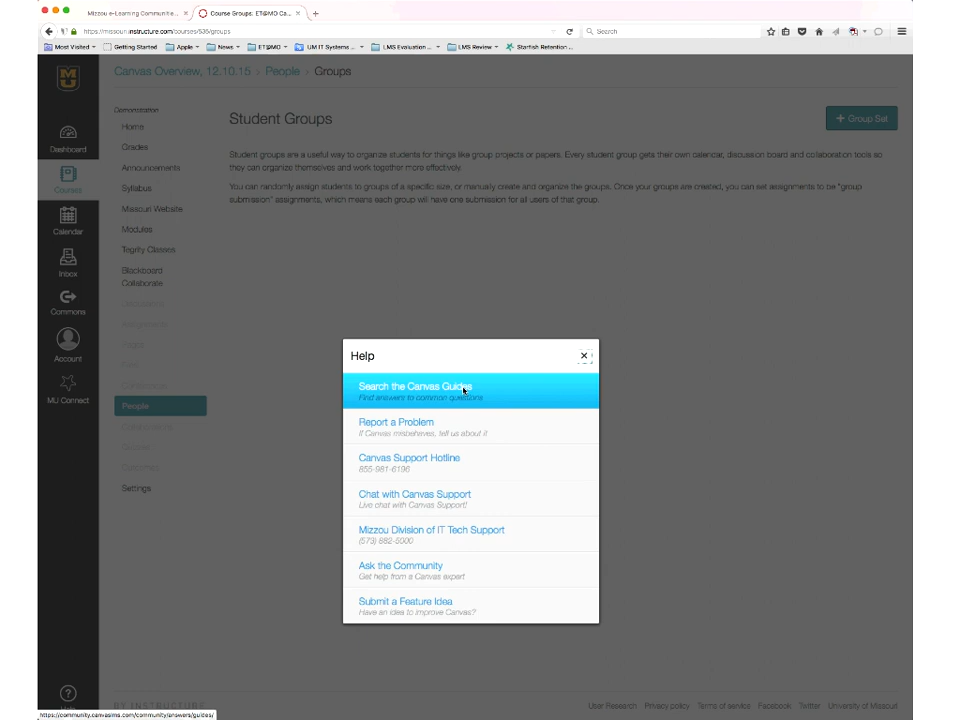 Mizzou e-Learning Communitie...
Course Groups: ET@MO Ca...
https://missouri.instructure.com/courses/536/groups
Search
Most Visited
Getting Started
Apple
News
ET@MO
UM IT Systems ...
LMS Evaluation ...
LMS Review
Starfish Retention ...
Canvas Overview, 12.10.15 › People › Groups
Demonstration
Home
Grades
Announcements
Syllabus
Missouri Website
Modules
Tegrity Classes
Blackboard
Collaborate
People
Settings
Dashboard
Courses
Calendar
Inbox
Commons
Account
MU Connect
Student Groups
+ Group Set
Student groups are a useful way to organize students for things like group projects or papers. Every student group gets their own calendar, discussion board and collaboration tools so
they can organize themselves and work together more effectively.
You can randomly assign students to groups of a specific size, or manually create and organize the groups. Once your groups are created, you can set assignments to be "group
submission" assignments, which means each group will have one submission for all users of that group.
Help
Search the Canvas Guides
Find answers to common questions
Report a Problem
If Canvas misbehaves, tell us about it
Canvas Support Hotline
855-981-6196
Chat with Canvas Support
Live chat with Canvas Support!
Mizzou Division of IT Tech Support
(573) 882-5000
Ask the Community
Get help from a Canvas expert
Submit a Feature Idea
Have an idea to improve Canvas?
BY INSTRUCTURE
User Research
Privacy policy
Terms of service
Facebook
Twitter
University of Missouri
https://community.canvaslms.com/community/answers/guides/